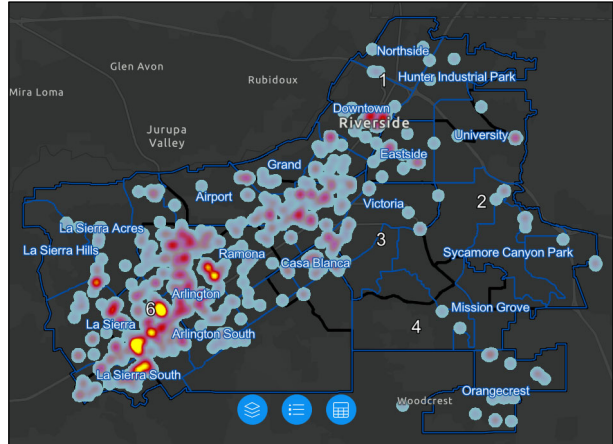 Northside
Glen Avon
Hunter Industrial Park
1
Rubidoux
Mira Loma
Downtown
Riverside
Jurupa
Valley
University
Eastside
Grand
Airport
Victoria
2
La Sierra Acres
3
La Sierra Hills
Ramona
Sycamore Canyon Park
Casa Blanca
Arlington
6
Mission Grove
La Sierra
4
Arlington South
La Sierra South
Orangecrest
Woodcrest